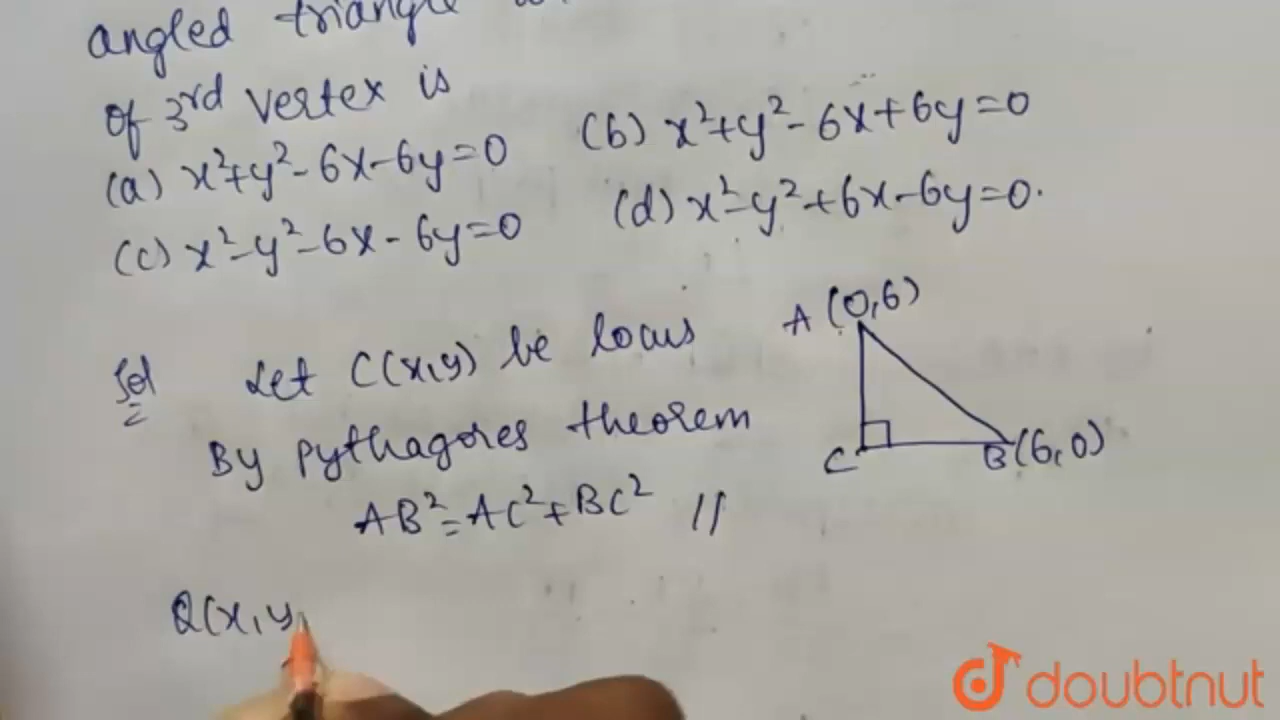 angled triangle
of 3rd vertex is
(a) x²+y²-6x-6y=0 (b) x²+y²-6x+6y=0
(c) x²-y²-6x-6y=0 (d) x²-y²+6x-6y=0.
Sol Let C(x,y) be locus
By pythagores theorem
AB²=AC²+BC² //
A (0,6)
C B(6,0)
Q(x,y
doubtnut